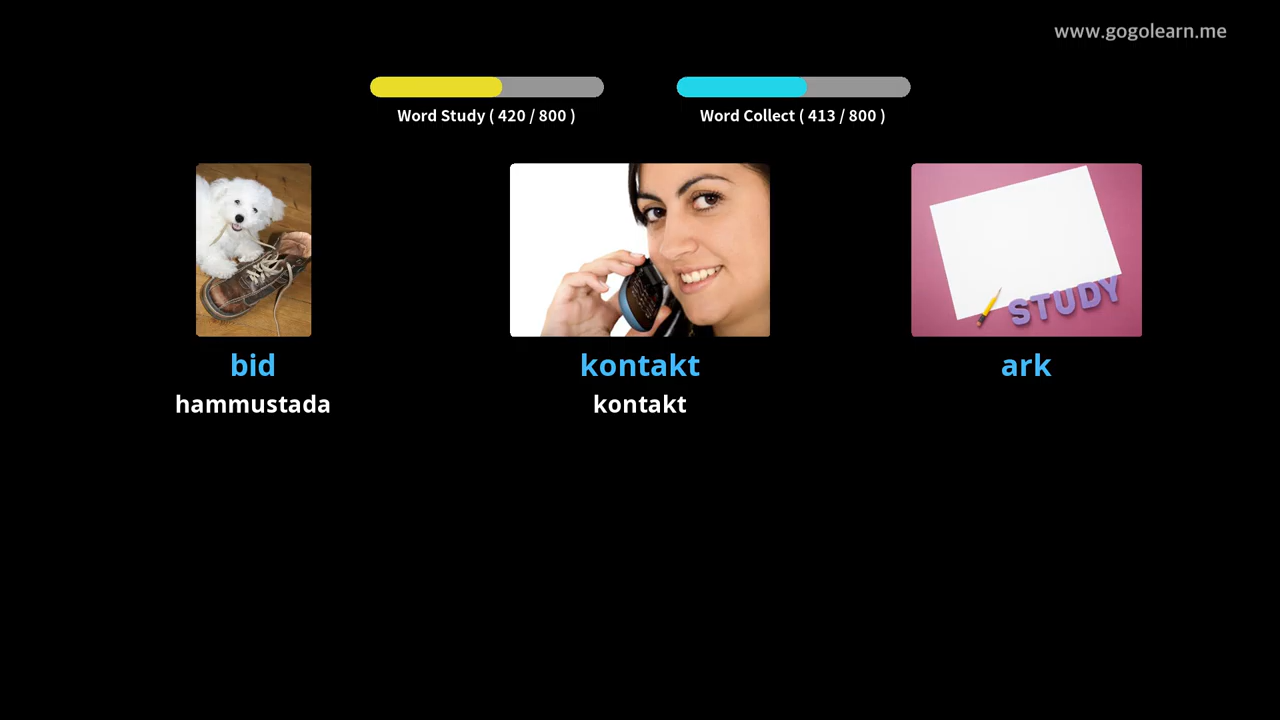 www.gogolearn.me
Word Study ( 420 / 800 )
Word Collect ( 413 / 800 )
STUDY
bid
kontakt
ark
hammustada
kontakt